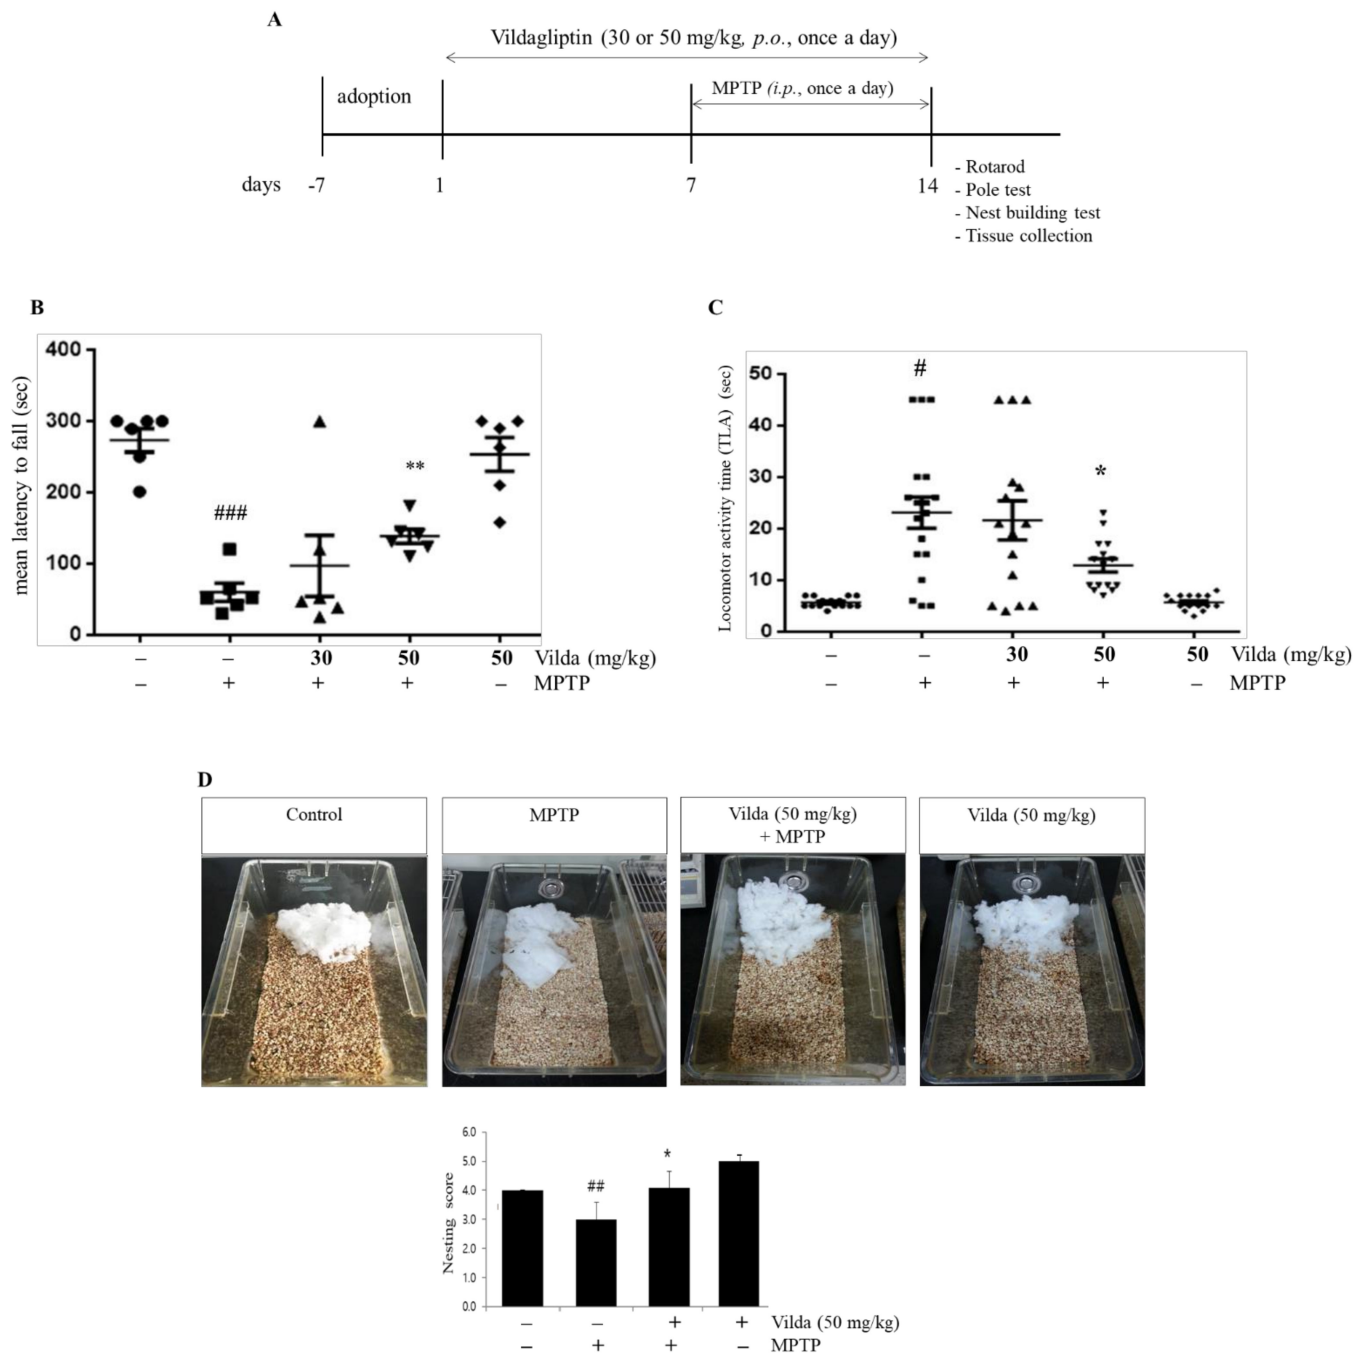 A
Vildagliptin (30 or 50 mg/kg, p.o., once a day)
adoption
MPTP (i.p., once a day)
days -7 1 7 14
- Rotarod
- Pole test
- Nest building test
- Tissue collection
B
mean latency to fall (sec)
400
300
200
100
0
###
**
– – 30 50 50 Vilda (mg/kg)
– + + + – MPTP
C
Locomotor activity time (TLA) (sec)
50
40
30
20
10
0
#
*
– – 30 50 50 Vilda (mg/kg)
– + + + – MPTP
D
Control
MPTP
Vilda (50 mg/kg)
+ MPTP
Vilda (50 mg/kg)
Nesting score
6.0
5.0
4.0
3.0
2.0
1.0
0.0
##
*
– – + + Vilda (50 mg/kg)
– + + – MPTP